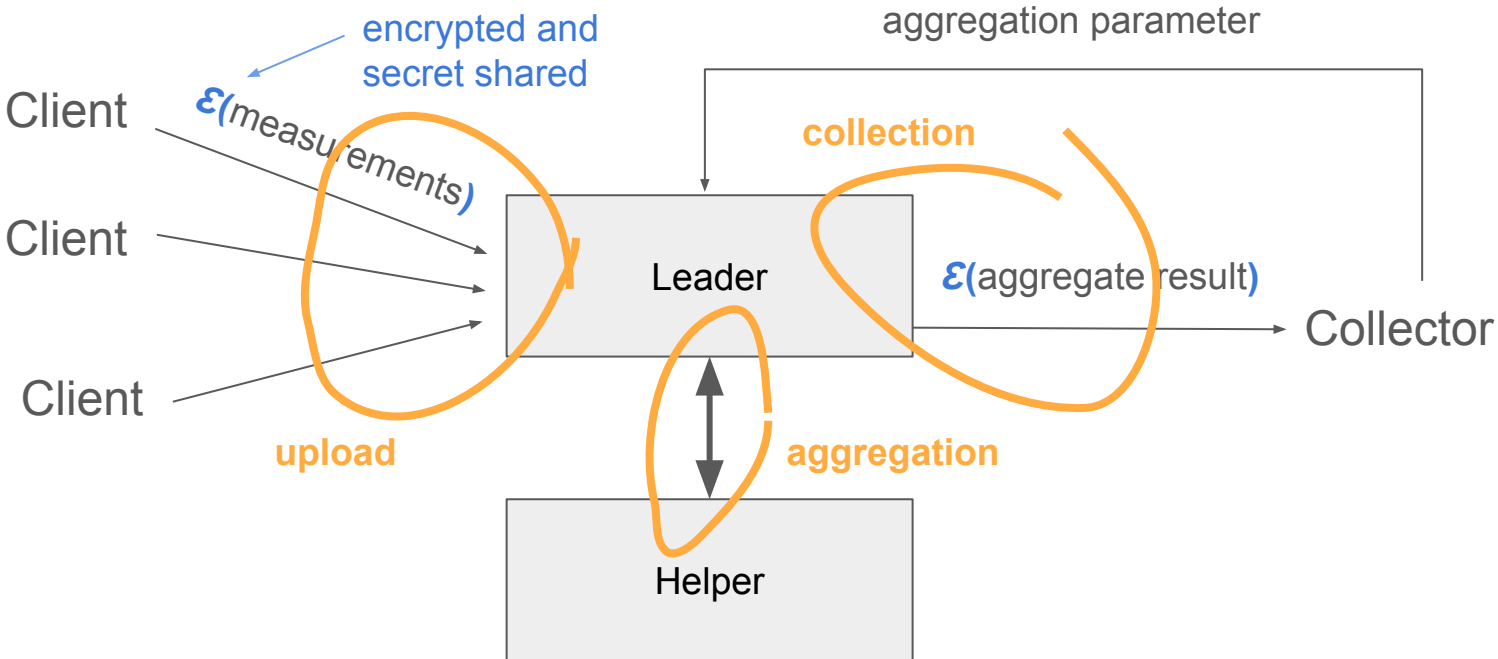 aggregation parameter
encrypted and
secret shared
Client
ℰ(measurements)
collection
Client
Leader
ℰ(aggregate result)
Collector
Client
upload
aggregation
Helper